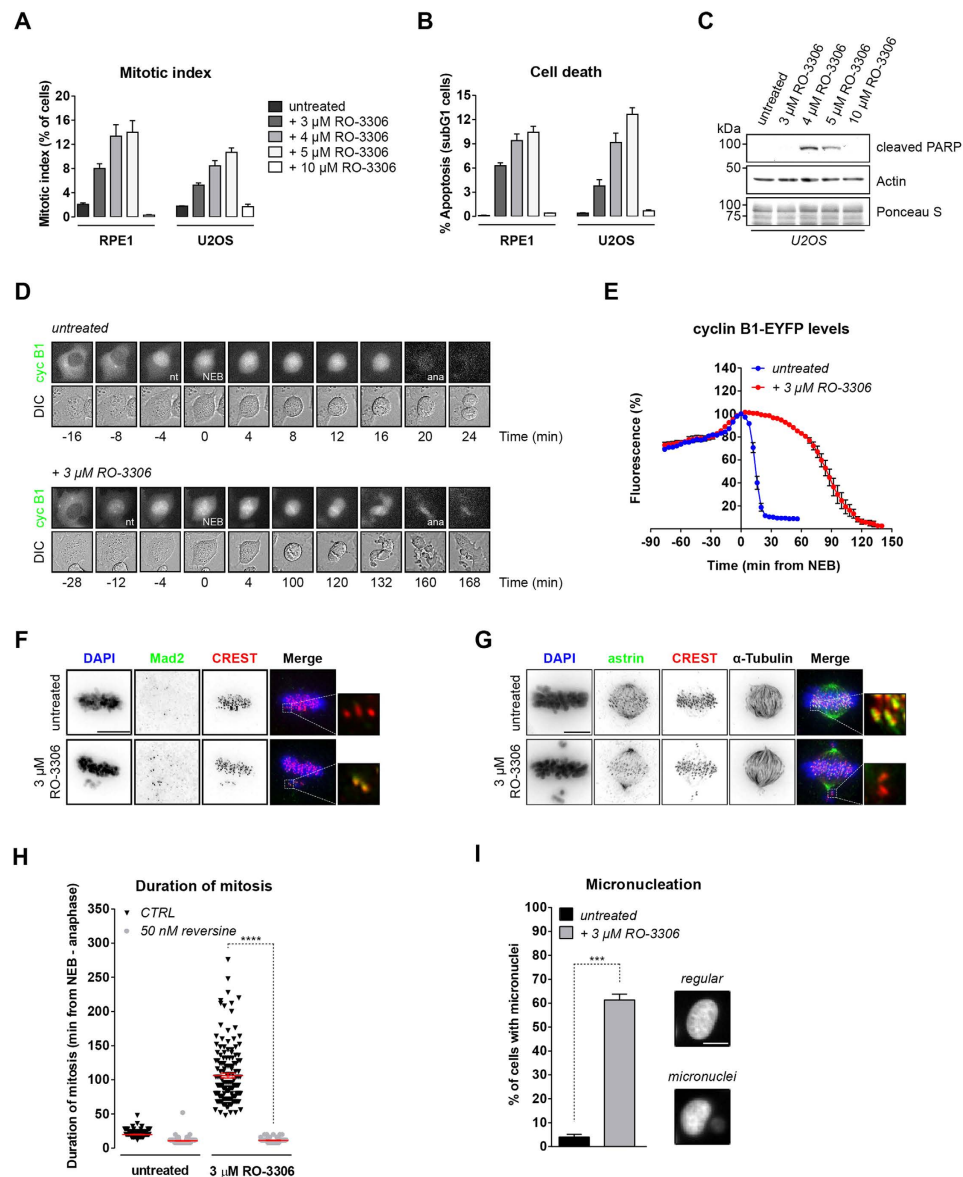 A
Mitotic index
Mitotic index (% of cells)
20
16
12
8
4
0
RPE1
U2OS
untreated
+ 3 µM RO-3306
+ 4 µM RO-3306
+ 5 µM RO-3306
+ 10 µM RO-3306
B
Cell death
% Apoptosis (subG1 cells)
15
12
9
6
3
0
RPE1
U2OS
C
untreated
3 µM RO-3306
4 µM RO-3306
5 µM RO-3306
10 µM RO-3306
kDa
100
50
100
75
cleaved PARP
Actin
Ponceau S
U2OS
D
untreated
cyc B1
nt
NEB
ana
DIC
-16 -8 -4 0 4 8 12 16 20 24 Time (min)
+ 3 µM RO-3306
cyc B1
nt
NEB
ana
DIC
-28 -12 -4 0 4 100 120 132 160 168 Time (min)
E
cyclin B1-EYFP levels
untreated
+ 3 µM RO-3306
Fluorescence (%)
140
120
100
80
60
40
20
-90 -60 -30 0 30 60 90 120 150
Time (min from NEB)
F
DAPI Mad2 CREST Merge
untreated
3 µM
RO-3306
G
DAPI astrin CREST α-Tubulin Merge
untreated
3 µM
RO-3306
H
Duration of mitosis
CTRL
50 nM reversine
Duration of mitosis (min from NEB - anaphase)
350
300
250
200
150
100
50
0
****
untreated
3 µM RO-3306
I
Micronucleation
untreated
+ 3 µM RO-3306
% of cells with micronuclei
100
90
80
70
60
50
40
30
20
10
0
***
regular
micronuclei